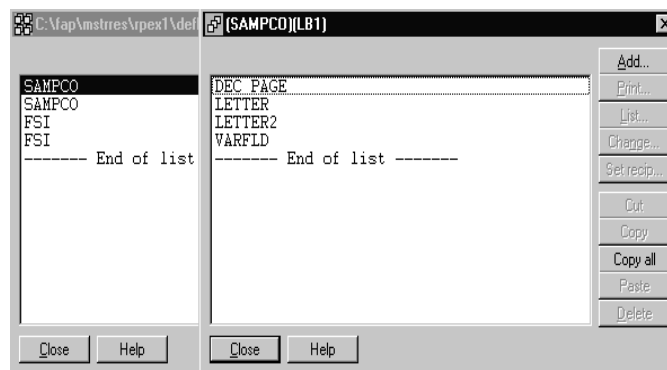 C:\fap\mstrres\rpex1\def
SAMPCO
SAMPCO
FSI
FSI
------- End of list
Close
Help
(SAMPCO)(LB1)
DEC PAGE
LETTER
LETTER2
VARFLD
------- End of list -------
Close
Help
Add...
Print...
List...
Change...
Set recip...
Cut
Copy
Copy all
Paste
Delete